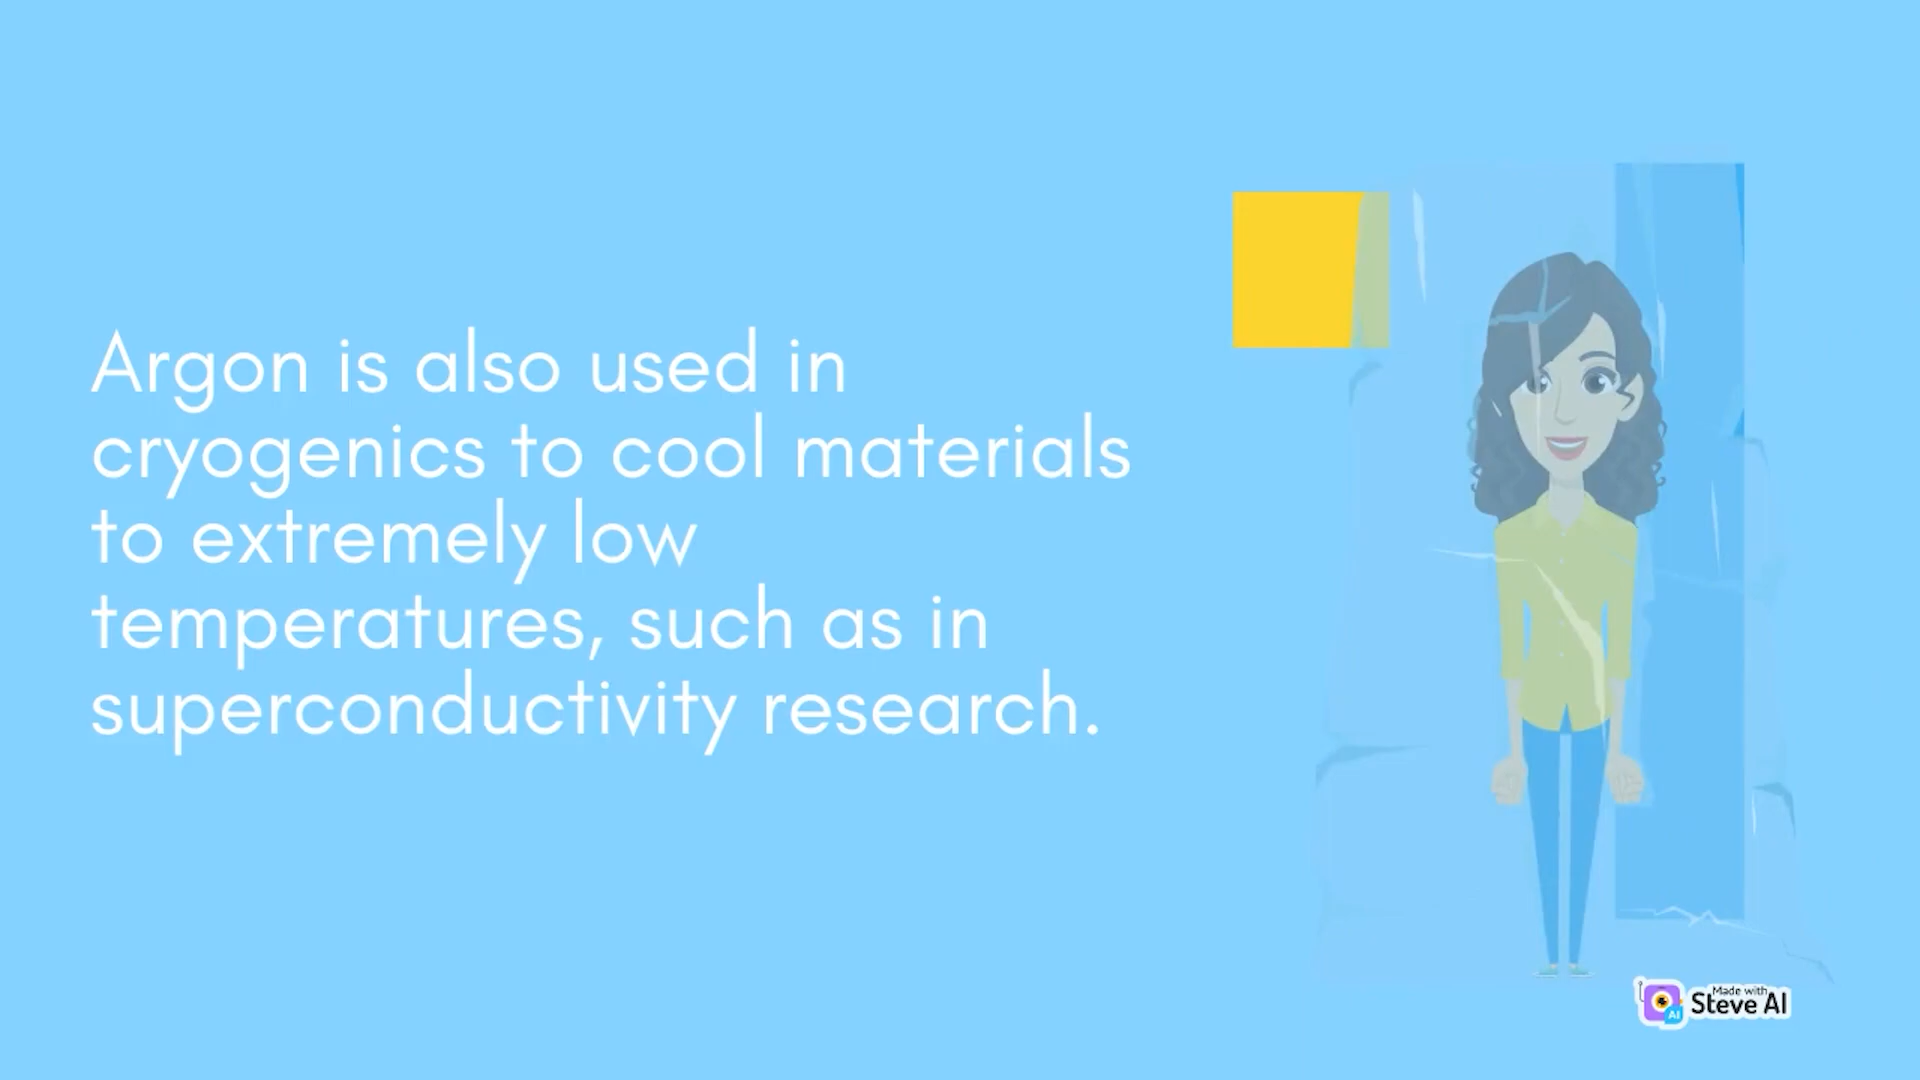 Argon is also used in
cryogenics to cool materials
to extremely low
temperatures, such as in
superconductivity research.
Made with
Steve AI
AI